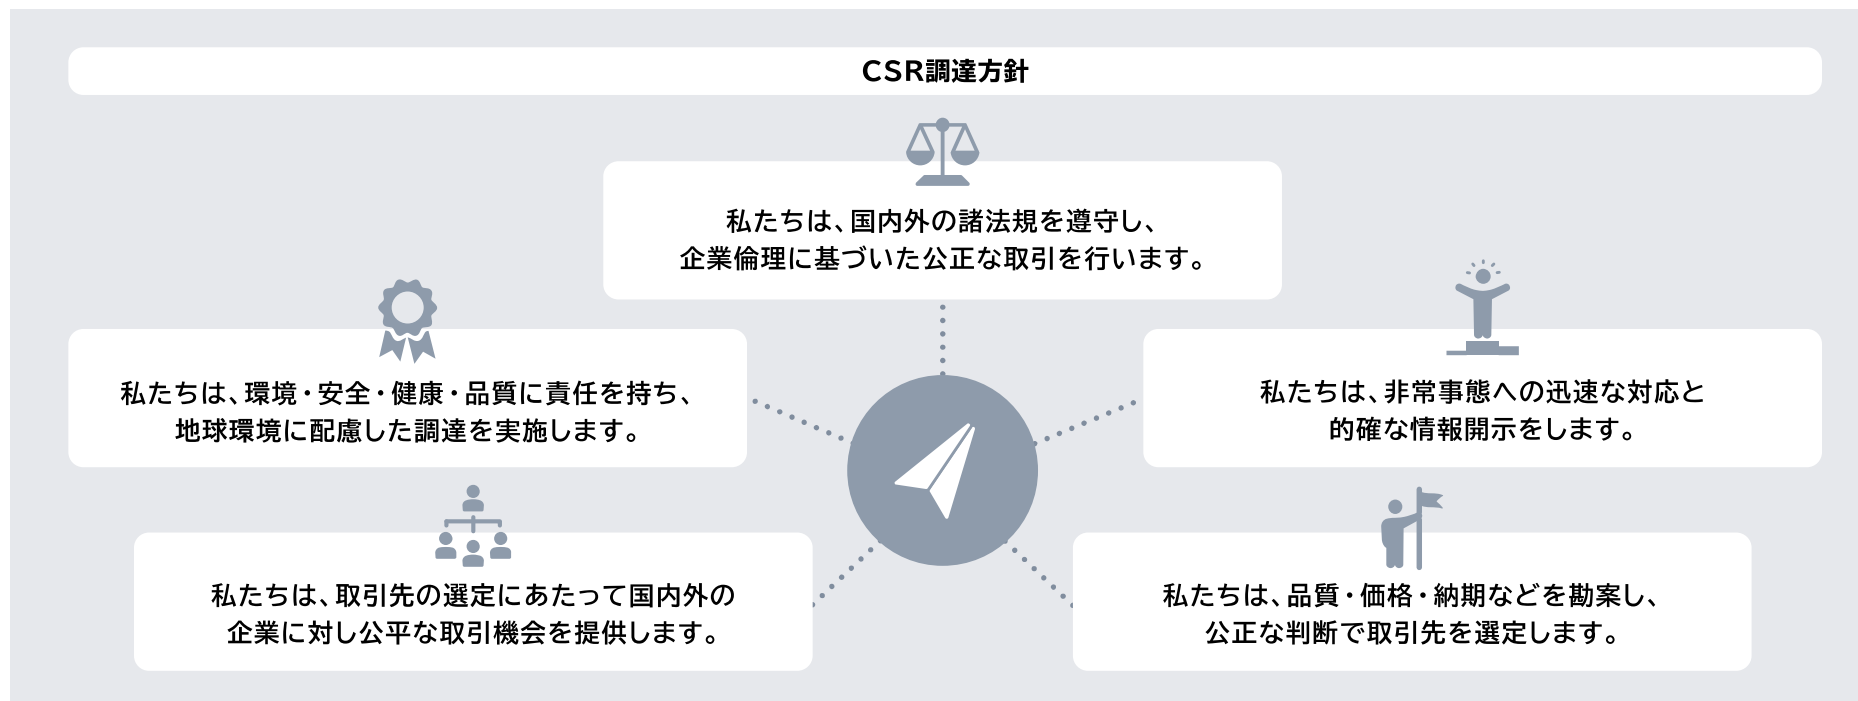 CSR調達方針
私たちは、国内外の諸法規を遵守し、
企業倫理に基づいた公正な取引を行います。
私たちは、環境・安全・健康・品質に責任を持ち、
地球環境に配慮した調達を実施します。
私たちは、非常事態への迅速な対応と
的確な情報開示をします。
私たちは、取引先の選定にあたって国内外の
企業に対し公平な取引機会を提供します。
私たちは、品質・価格・納期などを勘案し、
公正な判断で取引先を選定します。